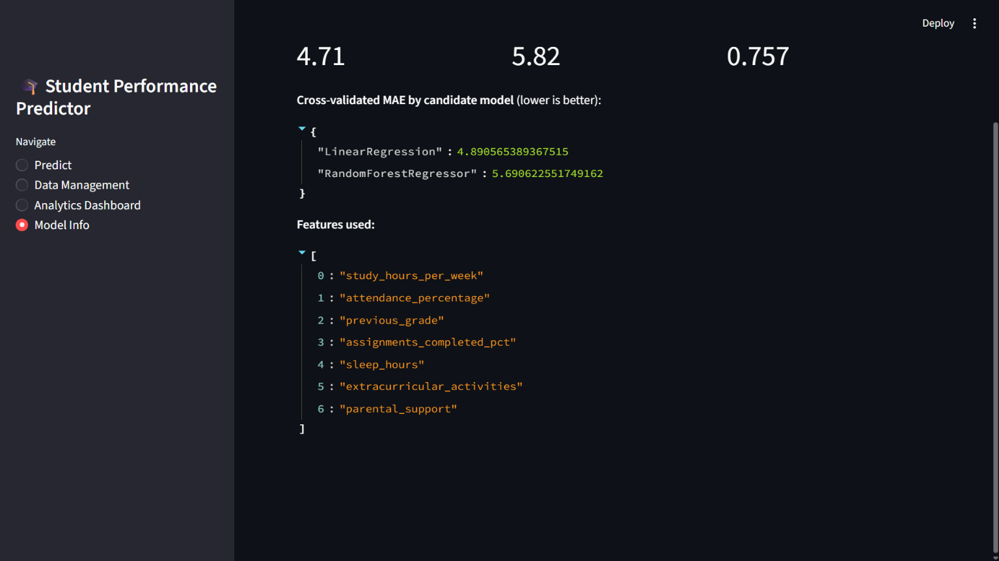 Deploy
🎓 Student Performance
Predictor
Navigate
Predict
Data Management
Analytics Dashboard
Model Info
4.71 5.82 0.757
Cross-validated MAE by candidate model (lower is better):
{
"LinearRegression" : 4.890565389367515
"RandomForestRegressor" : 5.690622551749162
}
Features used:
[
0 : "study_hours_per_week"
1 : "attendance_percentage"
2 : "previous_grade"
3 : "assignments_completed_pct"
4 : "sleep_hours"
5 : "extracurricular_activities"
6 : "parental_support"
]